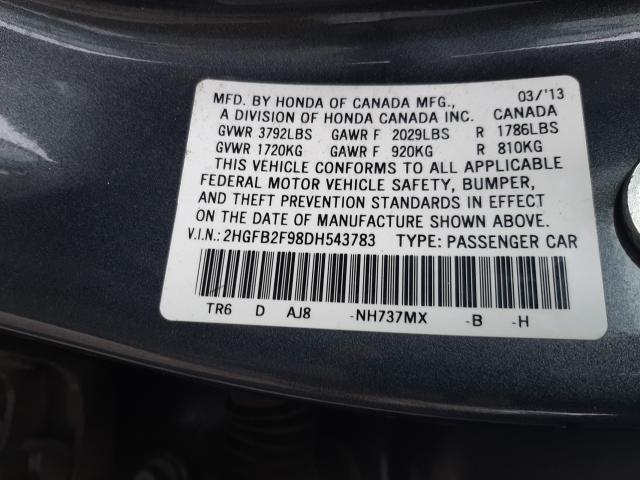 MFD. BY HONDA OF CANADA MFG., 03/'13
A DIVISION OF HONDA CANADA INC. CANADA
GVWR 3792LBS GAWR F 2029LBS R 1786LBS
GVWR 1720KG GAWR F 920KG R 810KG
THIS VEHICLE CONFORMS TO ALL APPLICABLE
FEDERAL MOTOR VEHICLE SAFETY, BUMPER,
AND THEFT PREVENTION STANDARDS IN EFFECT
ON THE DATE OF MANUFACTURE SHOWN ABOVE.
V.I.N.: 2HGFB2F98DH543783 TYPE: PASSENGER CAR
TR6 D AJ8 -NH737MX -B -H